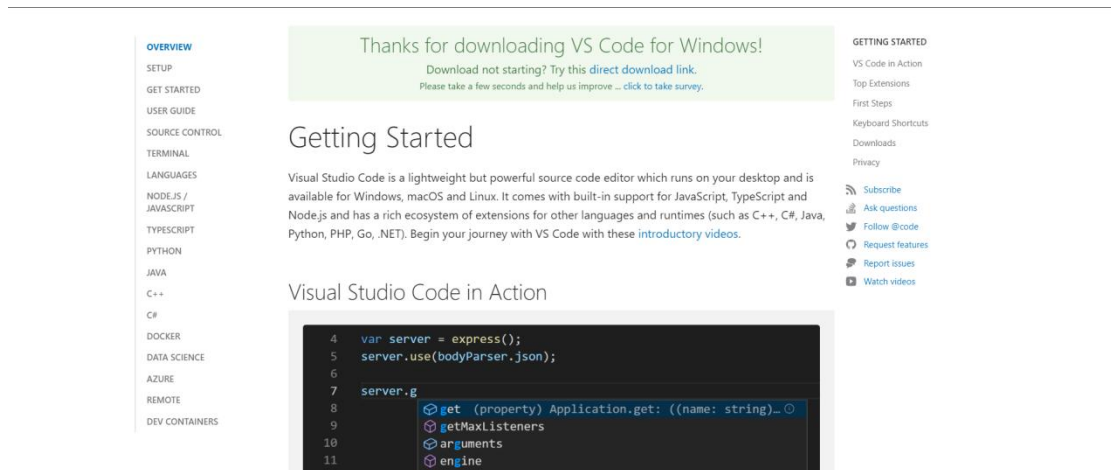 OVERVIEW
SETUP
GET STARTED
USER GUIDE
SOURCE CONTROL
TERMINAL
LANGUAGES
NODE.JS /
JAVASCRIPT
TYPESCRIPT
PYTHON
JAVA
C++
C#
DOCKER
DATA SCIENCE
AZURE
REMOTE
DEV CONTAINERS
Thanks for downloading VS Code for Windows!
Download not starting? Try this direct download link.
Please take a few seconds and help us improve ... click to take survey.
Getting Started
Visual Studio Code is a lightweight but powerful source code editor which runs on your desktop and is
available for Windows, macOS and Linux. It comes with built-in support for JavaScript, TypeScript and
Node.js and has a rich ecosystem of extensions for other languages and runtimes (such as C++, C#, Java,
Python, PHP, Go, .NET). Begin your journey with VS Code with these introductory videos.
Visual Studio Code in Action
4 var server = express();
5 server.use(bodyParser.json);
6
7 server.g
8 get (property) Application.get: ((name: string)…
9 getMaxListeners
10 arguments
11 engine
GETTING STARTED
VS Code in Action
Top Extensions
First Steps
Keyboard Shortcuts
Downloads
Privacy
Subscribe
Ask questions
Follow @code
Request features
Report issues
Watch videos